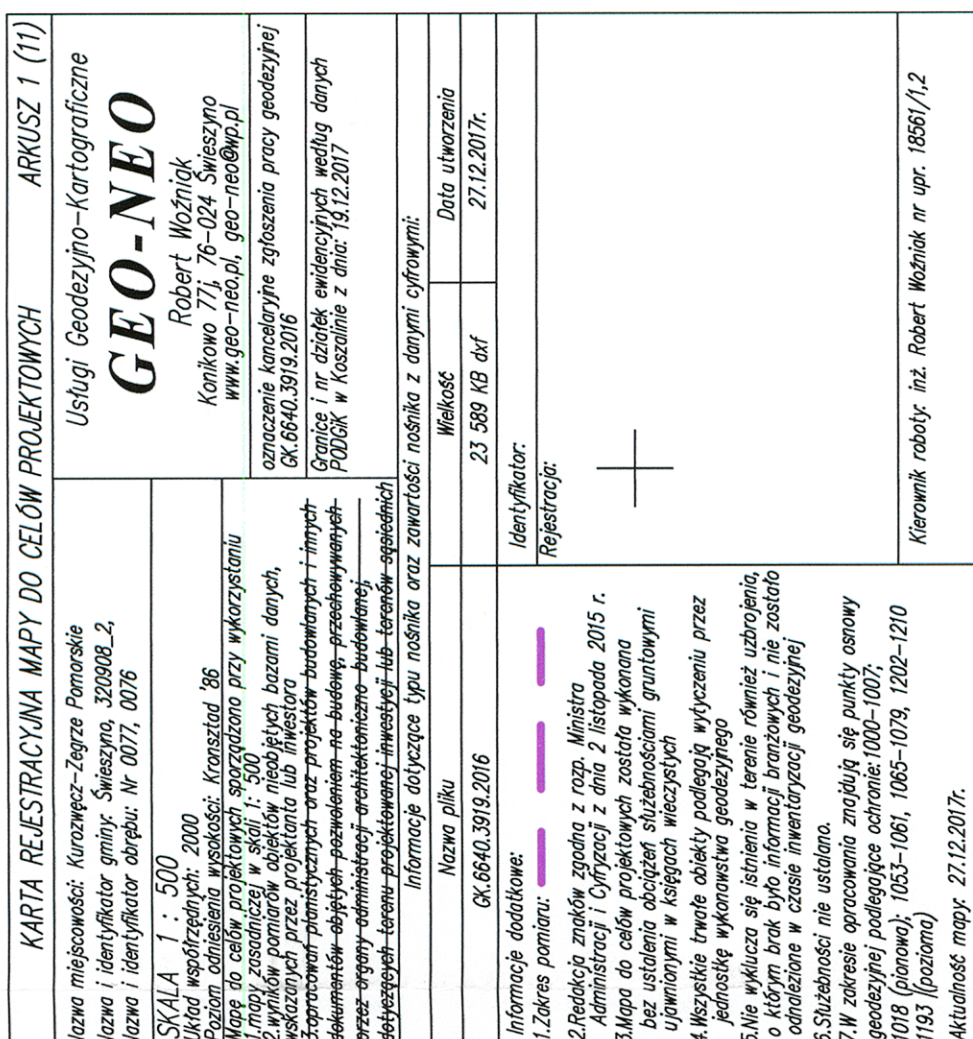 KARTA REJESTRACYJNA MAPY DO CELÓW PROJEKTOWYCH ARKUSZ 1 (11)
lazwa miejscowości: Kurozwęcz-Zegrze Pomorskie
lazwa i identyfikator gminy: Świeszyno, 320908_2,
lazwa i identyfikator obrębu: Nr 0077, 0076
SKALA 1 : 500
Układ współrzędnych: 2000
Poziom odniesienia wysokości: Kronsztad '86
Mapę do celów projektowych sporządzono przy wykorzystaniu
1.mapy zasadniczej w skali 1: 500
2.wyników pomiarów obiektów nieobjętych bazami danych,
wskazanych przez projektanta lub inwestora
3.opracowań planistycznych oraz projektów budowlanych i innych
dokumentów objętych pozwoleniem na budowę, przechowywanych
przez organy administracji architektoniczno budowlanej,
dotyczących terenu projektowanej inwestycji lub terenów sąsiednich
Usługi Geodezyjno-Kartograficzne
GEO-NEO
Robert Woźniak
Konikowo 77j, 76-024 Świeszyno
www.geo-neo.pl, geo-neo@wp.pl
oznaczenie kancelaryjne zgłoszenia pracy geodezyjnej
GK.6640.3919.2016
Granice i nr działek ewidencyjnych według danych
PODGiK w Koszalinie z dnia: 19.12.2017
Informacje dotyczące typu nośnika oraz zawartości nośnika z danymi cyfrowymi:
Nazwa pliku Wielkość Data utworzenia
GK.6640.3919.2016 23 589 KB dxf 27.12.2017r.
Informacje dodatkowe:
1.Zakres pomiaru:
2.Redakcja znaków zgodna z rozp. Ministra
Administracji i Cyfryzacji z dnia 2 listopada 2015 r.
3.Mapa do celów projektowych została wykonana
bez ustalenia obciążeń służebnościami gruntowymi
ujawnionymi w księgach wieczystych
4.Wszystkie trwałe obiekty podlegają wytyczeniu przez
jednostkę wykonawstwa geodezyjnego
5.Nie wyklucza się istnienia w terenie również uzbrojenia,
o którym brak było informacji branżowych i nie zostało
odnalezione w czasie inwentaryzacji geodezyjnej
6.Służebności nie ustalano.
7.W zakresie opracowania znajdują się punkty osnowy
geodezyjnej podlegające ochronie: 1000-1007;
1018 (pionowa); 1053-1061, 1065-1079, 1202-1210
1193 (pozioma)
Aktualność mapy: 27.12.2017r.
Identyfikator:
Rejestracja:
Kierownik roboty: inż. Robert Woźniak nr upr. 18561/1,2